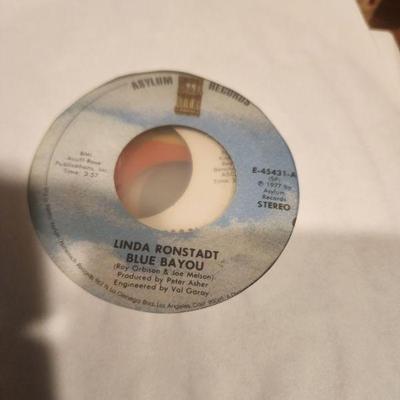 ASYLUM RECORDS
BMI
Acuff Rose
Publications, Inc.
Time: 3:57
E-45431-A
(SP)
℗ 1977 by
Asylum
Records
STEREO
LINDA RONSTADT
BLUE BAYOU
(Roy Orbison & Joe Melson)
Produced by Peter Asher
Engineered by Val Garay